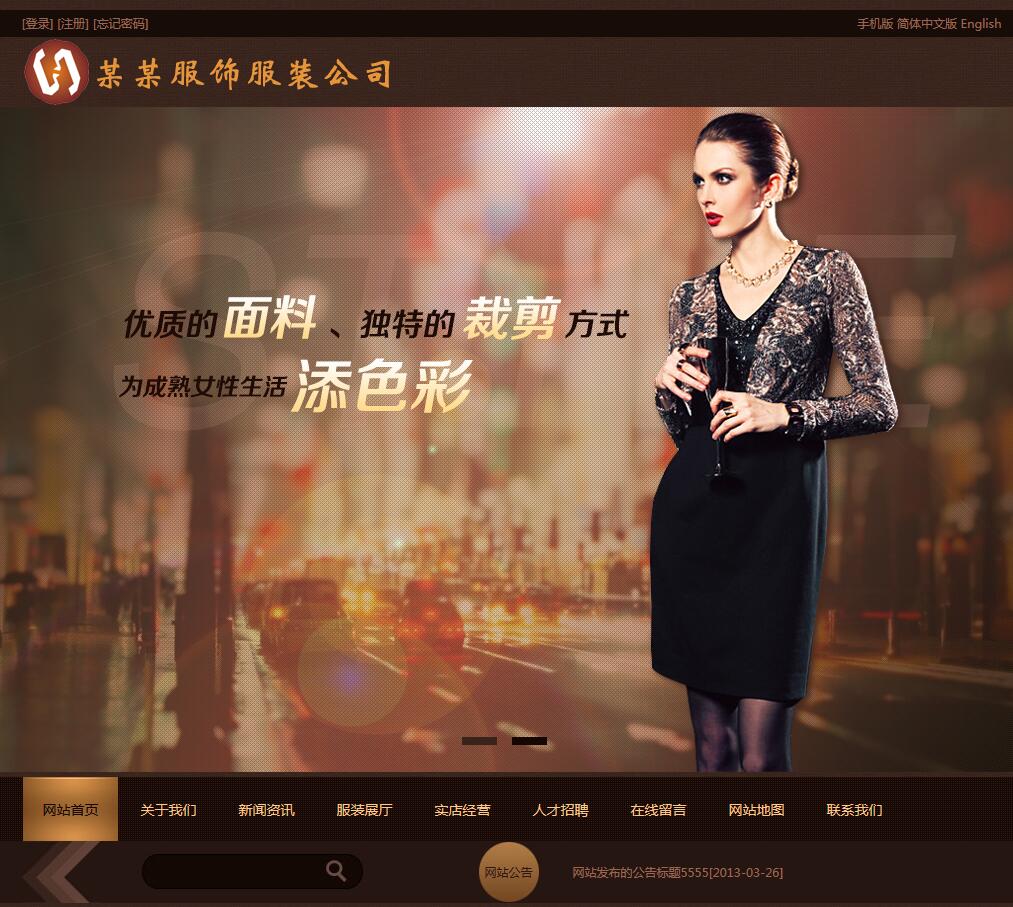 [登录] [注册] [忘记密码]
手机版 简体中文版 English
某某服饰服装公司
优质的面料、独特的裁剪方式
为成熟女性生活添色彩
网站首页 关于我们 新闻资讯 服装展厅 实店经营 人才招聘 在线留言 网站地图 联系我们
网站公告
网站发布的公告标题5555[2013-03-26]